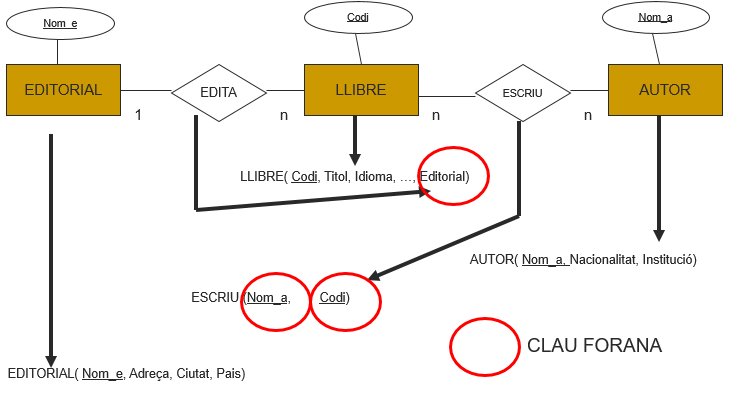 Nom_e
Codi
Nom_a
EDITORIAL
EDITA
LLIBRE
ESCRIU
AUTOR
1
n
n
n
LLIBRE( Codi, Titol, Idioma, ..., Editorial)
AUTOR( Nom_a, Nacionalitat, Institució)
ESCRIU (Nom_a, Codi)
CLAU FORANA
EDITORIAL( Nom_e, Adreça, Ciutat, Pais)